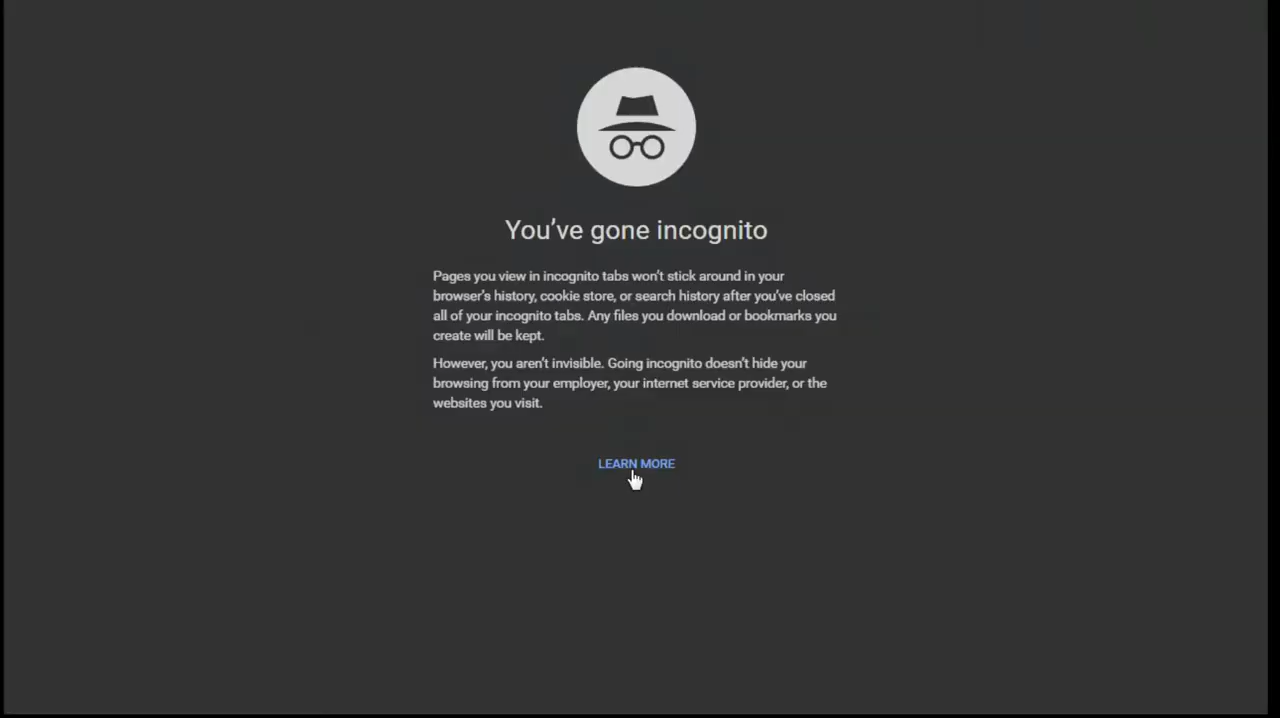 You’ve gone incognito
Pages you view in incognito tabs won’t stick around in your
browser’s history, cookie store, or search history after you’ve closed
all of your incognito tabs. Any files you download or bookmarks you
create will be kept.
However, you aren’t invisible. Going incognito doesn’t hide your
browsing from your employer, your internet service provider, or the
websites you visit.
LEARN MORE